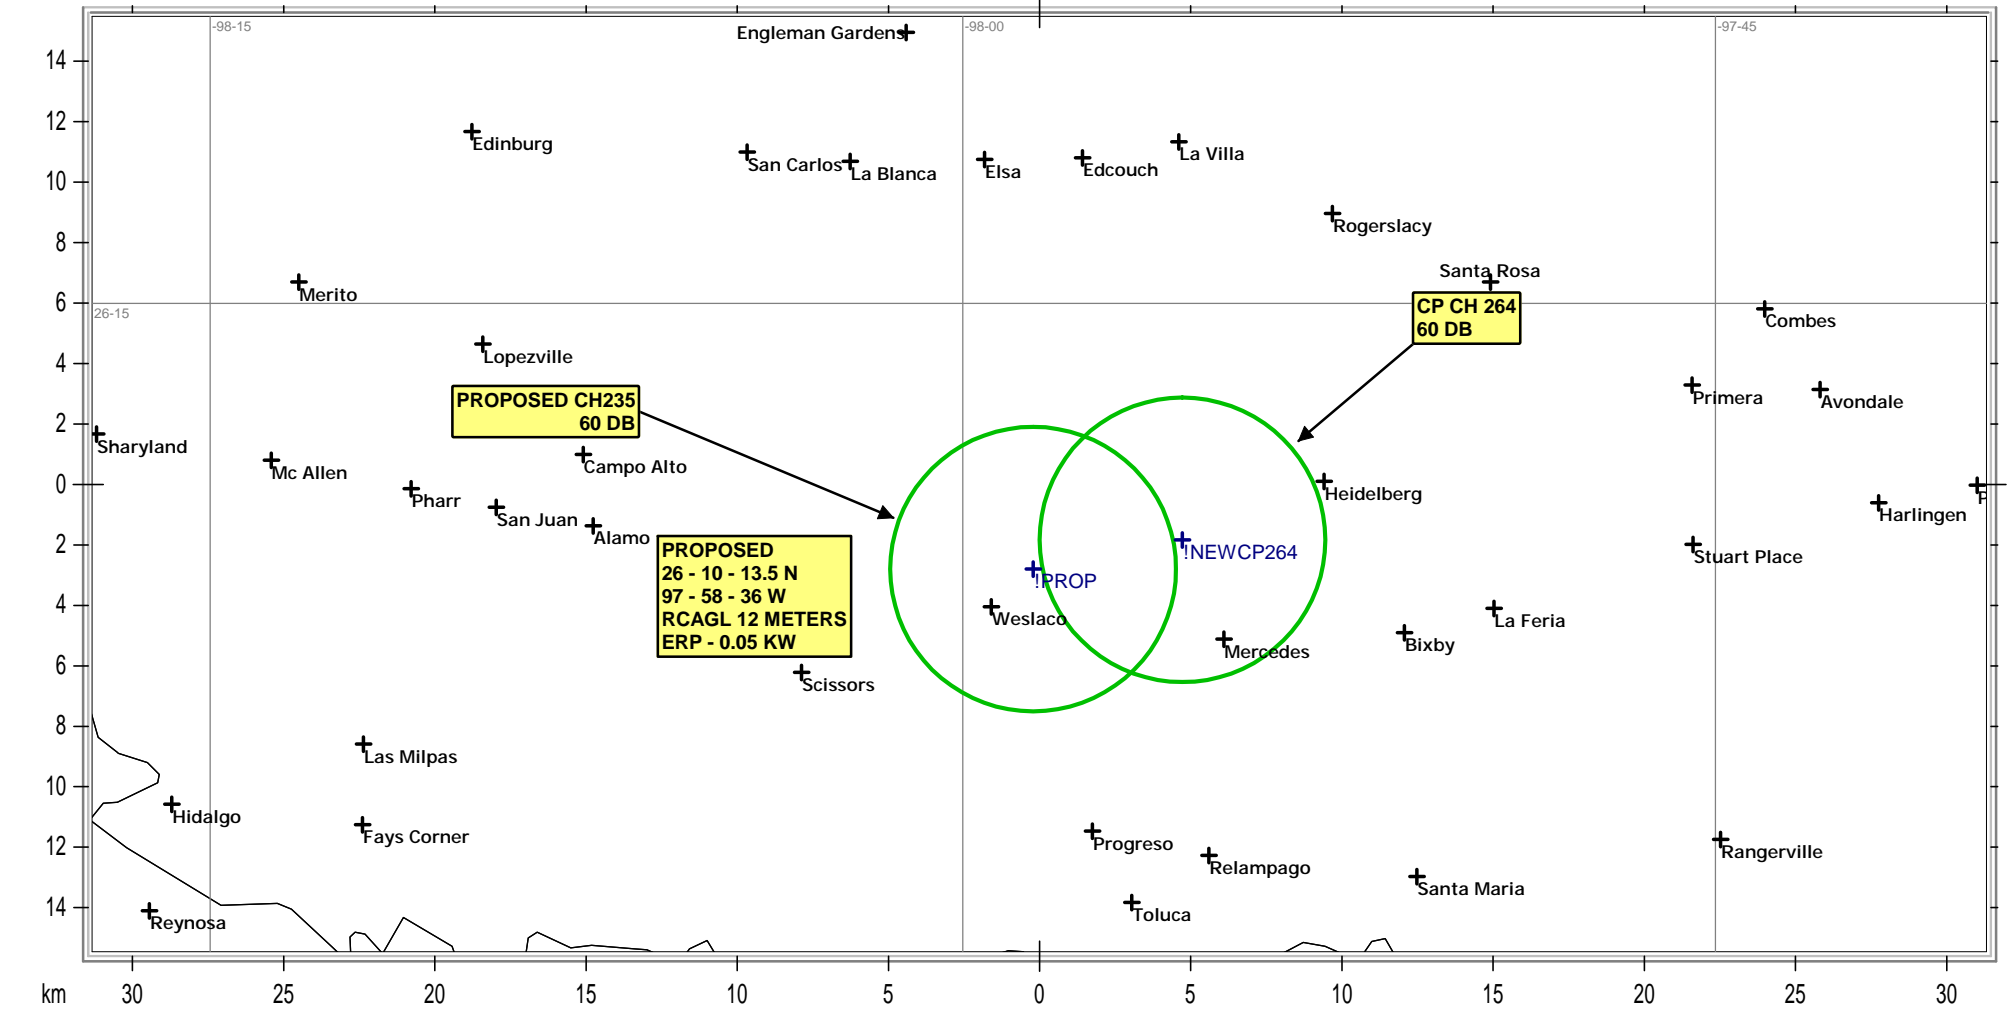 -98-15
-98-00
-97-45
Engleman Gardens
14
12
Edinburg
San Carlos
La Blanca
Elsa
Edcouch
La Villa
10
Rogerslacy
8
Santa Rosa
Merito
6
26-15
CP CH 264
60 DB
Combes
Lopezville
4
PROPOSED CH235
60 DB
Primera
Avondale
2
Sharyland
Mc Allen
Campo Alto
0
Pharr
San Juan
Alamo
Heidelberg
Harlingen
P
2
PROPOSED
26 - 10 - 13.5 N
97 - 58 - 36 W
RCAGL 12 METERS
ERP - 0.05 KW
!NEWCP264
!PROP
Stuart Place
4
Weslaco
La Feria
Mercedes
Bixby
6
Scissors
8
Las Milpas
10
Hidalgo
Fays Corner
12
Progreso
Relampago
Rangerville
Santa Maria
14
Reynosa
Toluca
km
30
25
20
15
10
5
0
5
10
15
20
25
30